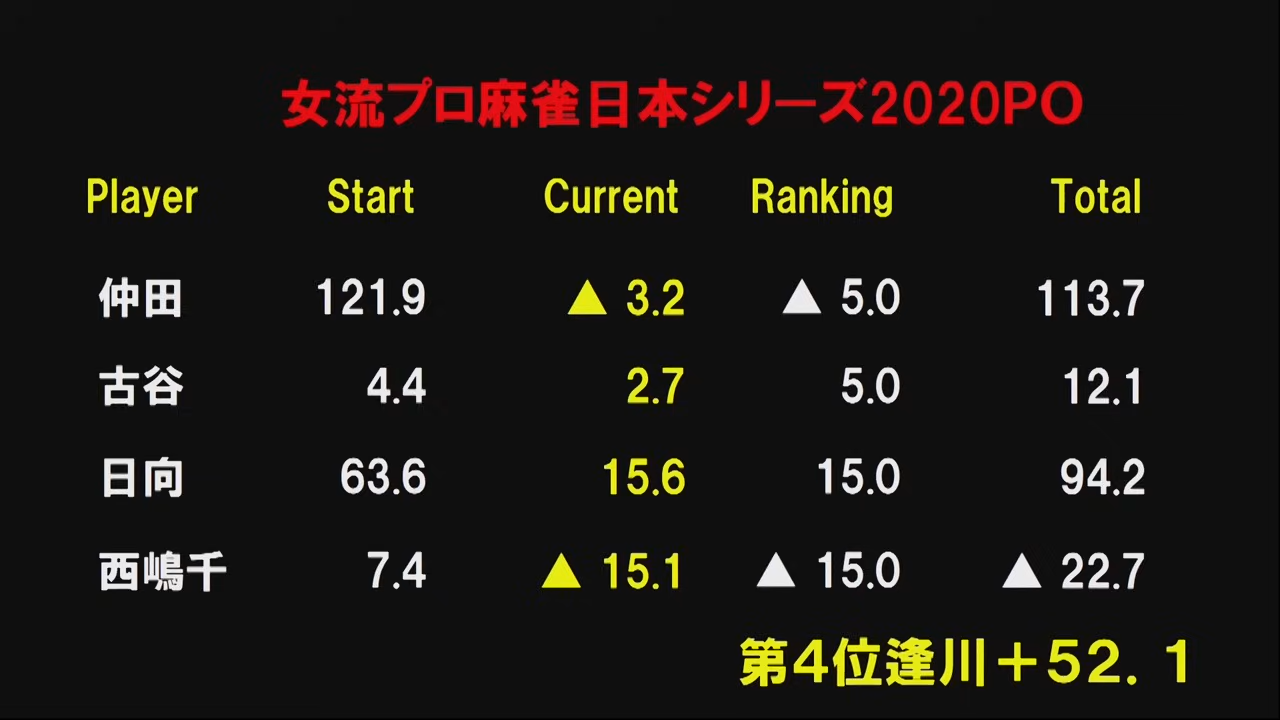 女流プロ麻雀日本シリーズ2020PO
Player Start Current Ranking Total
仲田 121.9 ▲ 3.2 ▲ 5.0 113.7
古谷 4.4 2.7 5.0 12.1
日向 63.6 15.6 15.0 94.2
西嶋千 7.4 ▲ 15.1 ▲ 15.0 ▲ 22.7
第4位逢川＋52. 1